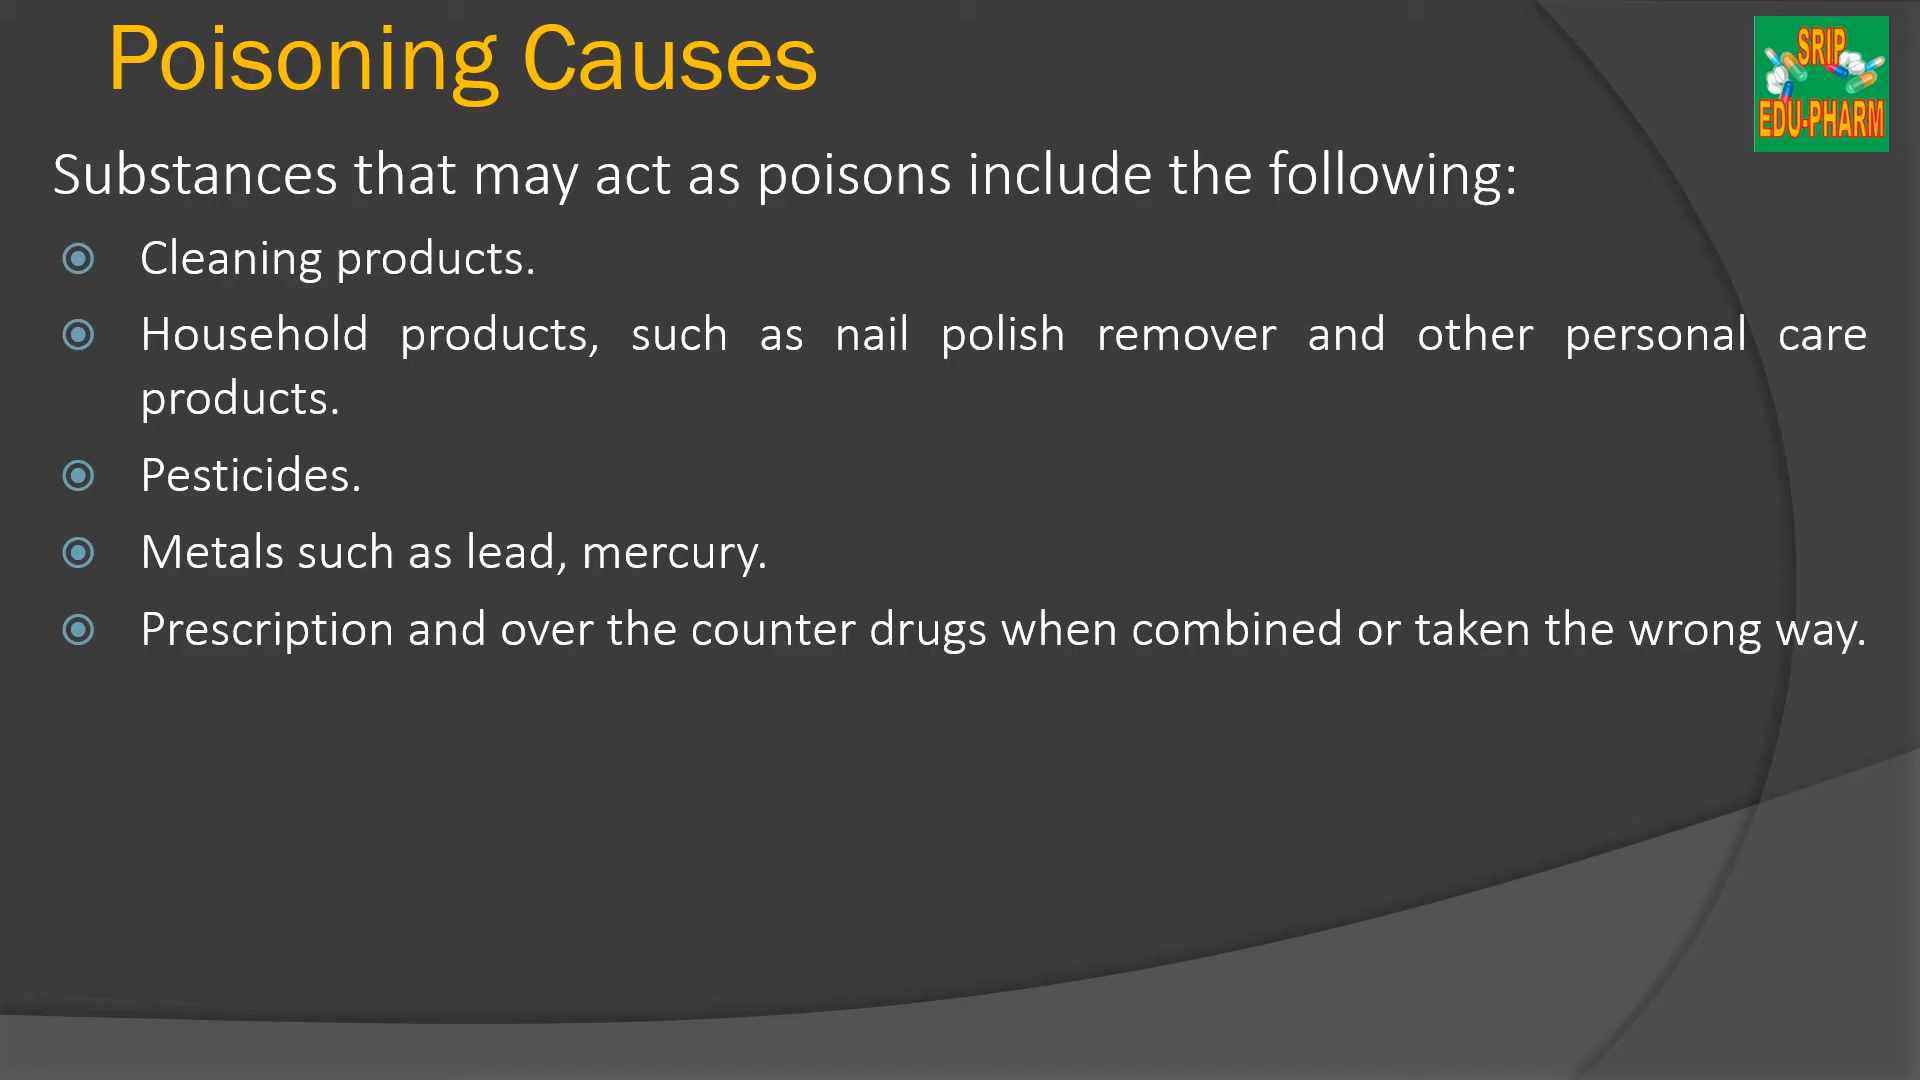 Poisoning Causes
SRIP
EDU-PHARM
Substances that may act as poisons include the following:
Cleaning products.
Household products, such as nail polish remover and other personal care
products.
Pesticides.
Metals such as lead, mercury.
Prescription and over the counter drugs when combined or taken the wrong way.